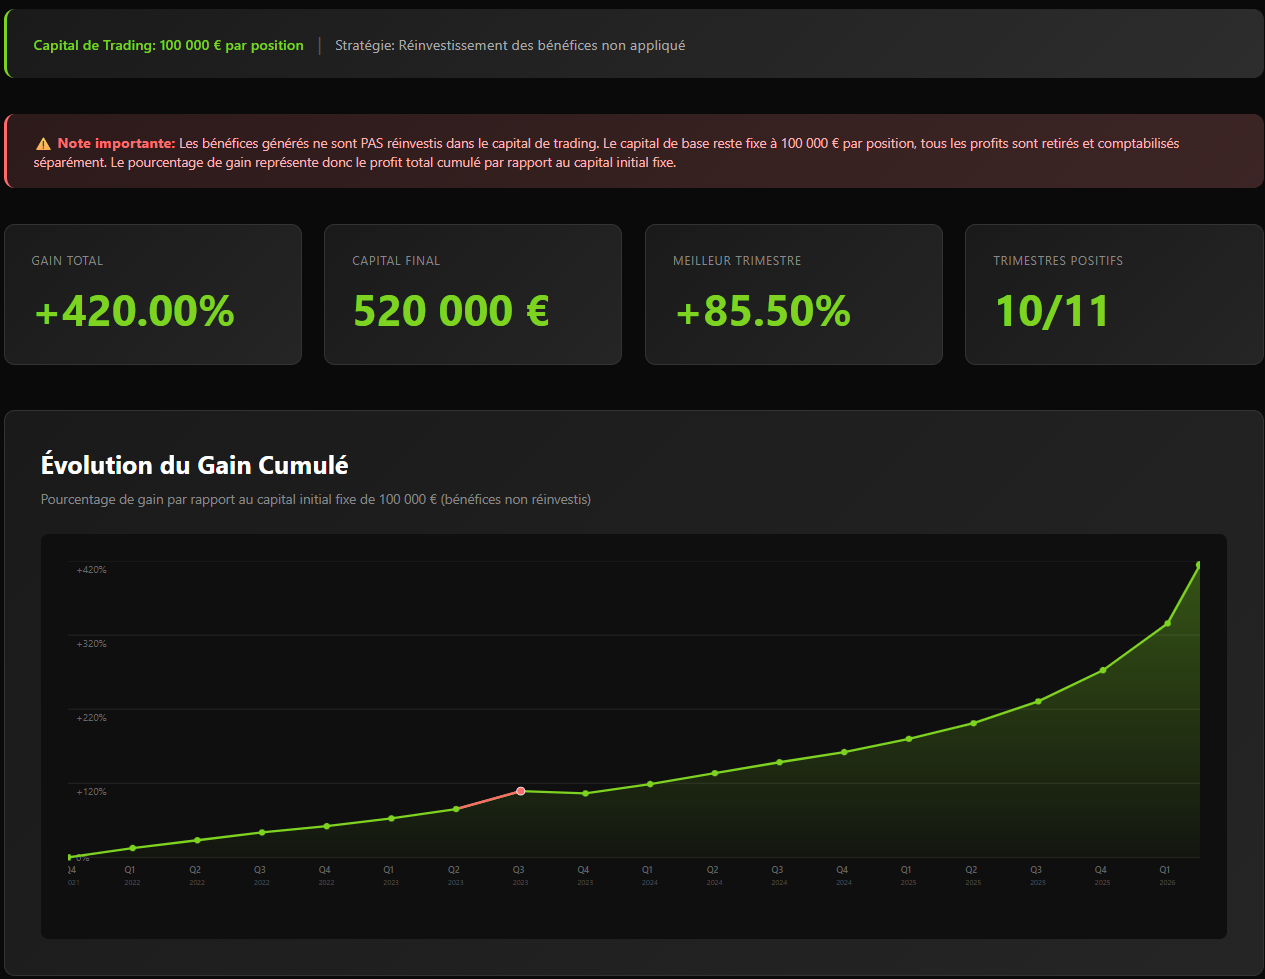 Capital de Trading: 100 000 € par position | Stratégie: Réinvestissement des bénéfices non appliqué
⚠ Note importante: Les bénéfices générés ne sont PAS réinvestis dans le capital de trading. Le capital de base reste fixe à 100 000 € par position, tous les profits sont retirés et comptabilisés
séparément. Le pourcentage de gain représente donc le profit total cumulé par rapport au capital initial fixe.
GAIN TOTAL
+420.00%
CAPITAL FINAL
520 000 €
MEILLEUR TRIMESTRE
+85.50%
TRIMESTRES POSITIFS
10/11
Évolution du Gain Cumulé
Pourcentage de gain par rapport au capital initial fixe de 100 000 € (bénéfices non réinvestis)
+420%
+320%
+220%
+120%
0%
Q4 Q1 Q2 Q3 Q4 Q1 Q2 Q3 Q4 Q1 Q2 Q3 Q4 Q1 Q2 Q3 Q4 Q1
021 2022 2022 2022 2022 2023 2023 2023 2023 2024 2024 2024 2024 2025 2025 2025 2025 2026